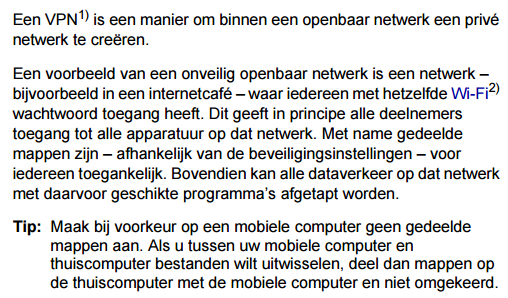 Een VPN1) is een manier om binnen een openbaar netwerk een privé
netwerk te creëren.
Een voorbeeld van een onveilig openbaar netwerk is een netwerk –
bijvoorbeeld in een internetcafé – waar iedereen met hetzelfde Wi-Fi2)
wachtwoord toegang heeft. Dit geeft in principe alle deelnemers
toegang tot alle apparatuur op dat netwerk. Met name gedeelde
mappen zijn – afhankelijk van de beveiligingsinstellingen – voor
iedereen toegankelijk. Bovendien kan alle dataverkeer op dat netwerk
met daarvoor geschikte programma’s afgetapt worden.
Tip: Maak bij voorkeur op een mobiele computer geen gedeelde
mappen aan. Als u tussen uw mobiele computer en
thuiscomputer bestanden wilt uitwisselen, deel dan mappen op
de thuiscomputer met de mobiele computer en niet omgekeerd.